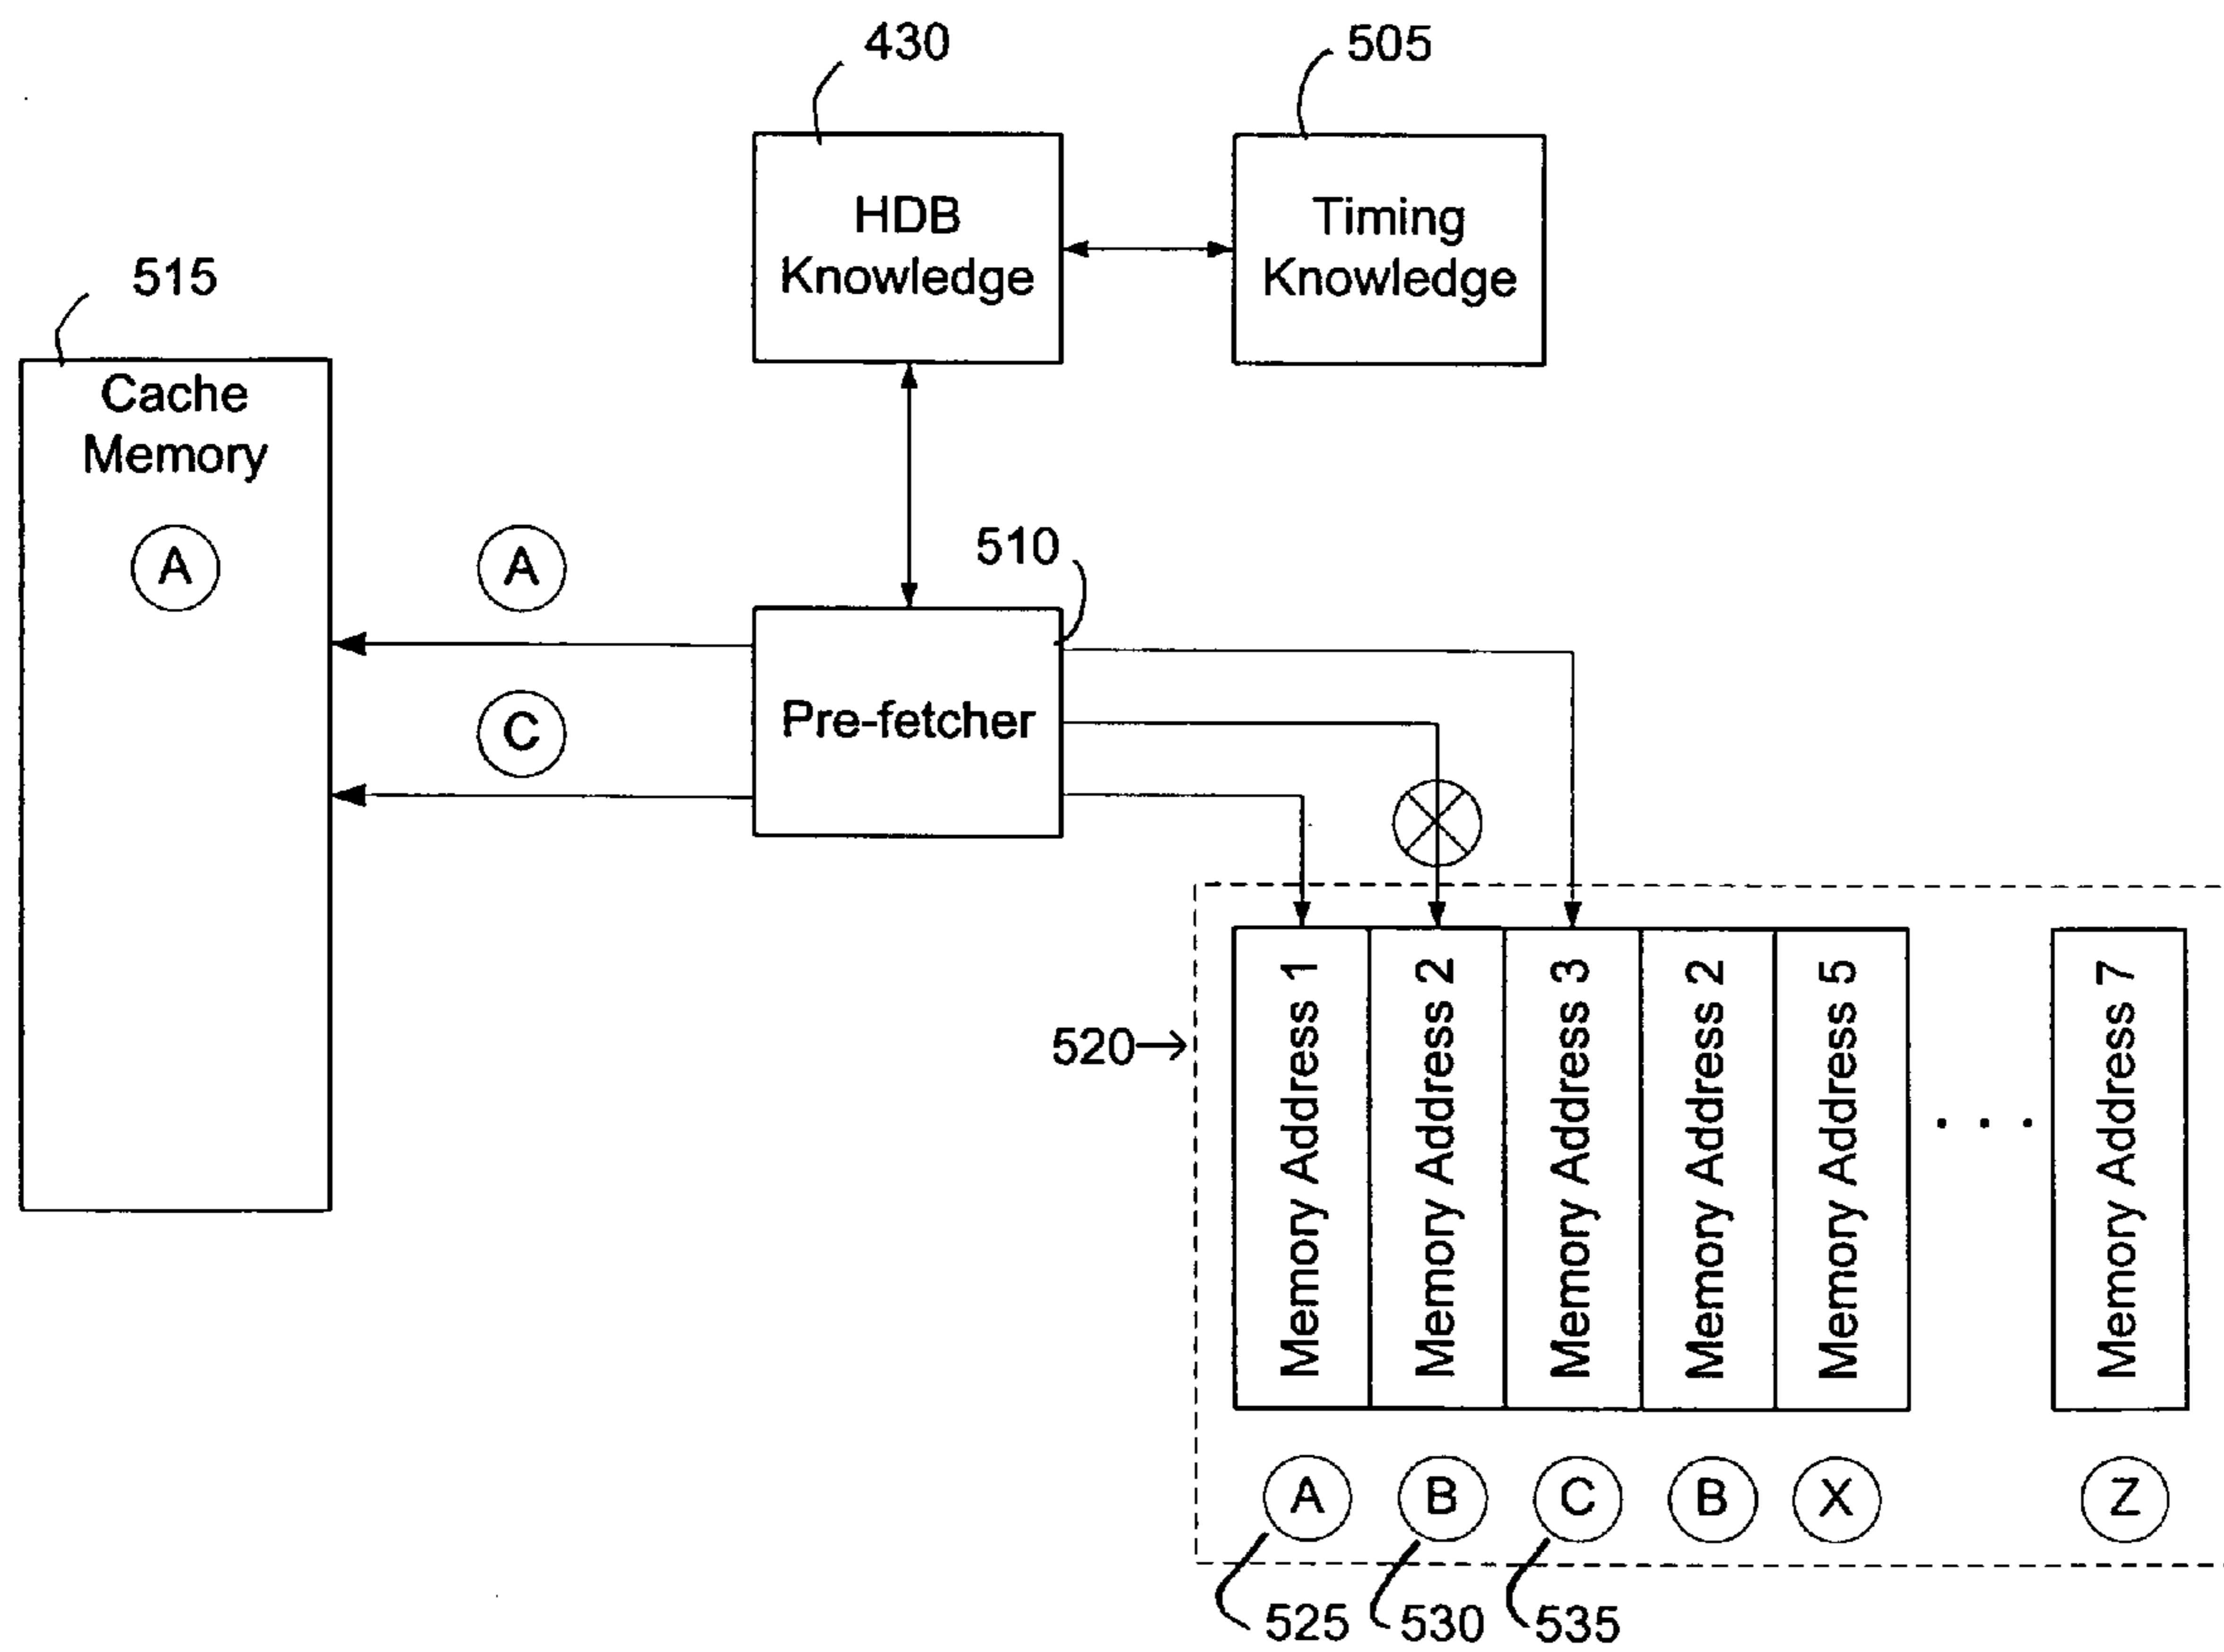 430
505
HDB
Knowledge
Timing
Knowledge
515
Cache
Memory
A
A
510
C
Pre-fetcher
520
Memory Address 1
Memory Address 2
Memory Address 3
Memory Address 2
Memory Address 5
. . .
Memory Address 7
A
B
C
B
X
Z
525
530
535